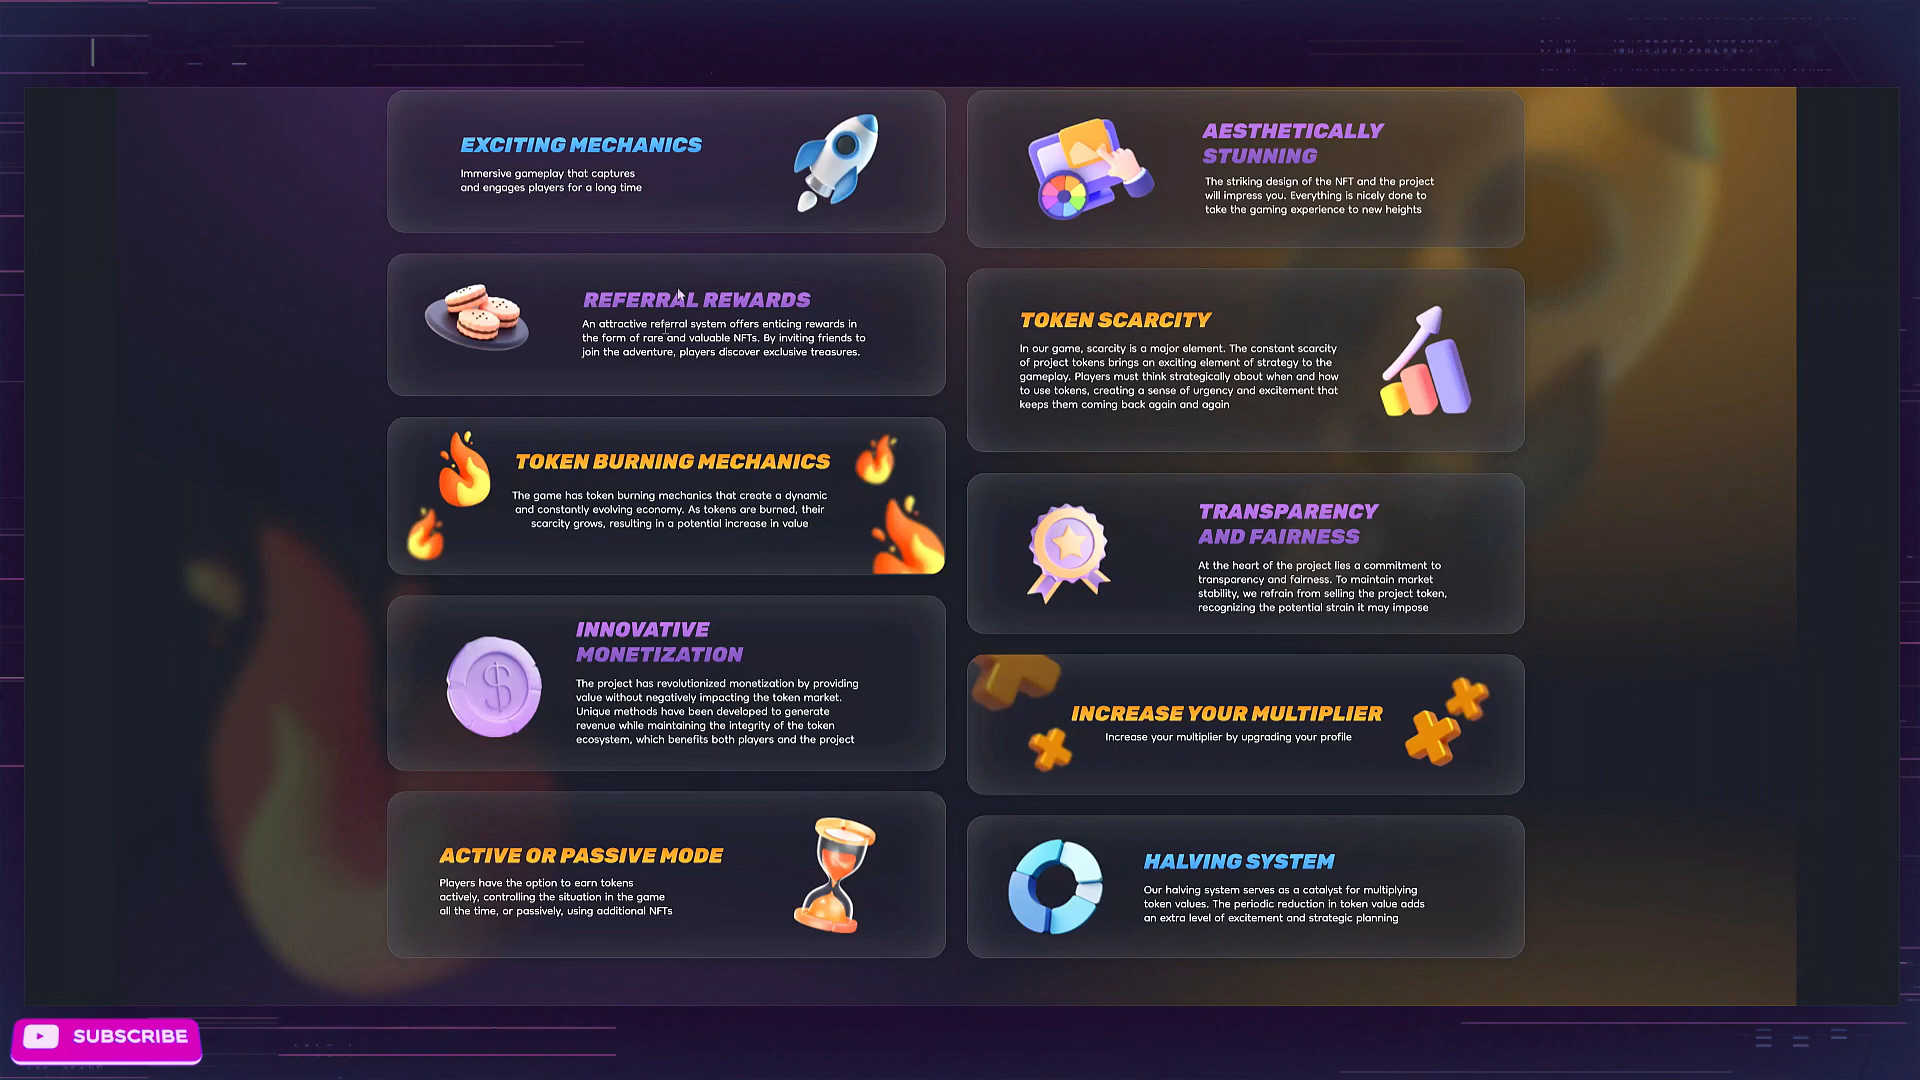 EXCITING MECHANICS
Immersive gameplay that captures
and engages players for a long time
REFERRAL REWARDS
An attractive referral system offers enticing rewards in
the form of rare and valuable NFTs. By inviting friends to
join the adventure, players discover exclusive treasures.
TOKEN BURNING MECHANICS
The game has token burning mechanics that create a dynamic
and constantly evolving economy. As tokens are burned, their
scarcity grows, resulting in a potential increase in value
INNOVATIVE
MONETIZATION
The project has revolutionized monetization by providing
value without negatively impacting the token market.
Unique methods have been developed to generate
revenue while maintaining the integrity of the token
ecosystem, which benefits both players and the project
ACTIVE OR PASSIVE MODE
Players have the option to earn tokens
actively, controlling the situation in the game
all the time, or passively, using additional NFTs
AESTHETICALLY
STUNNING
The striking design of the NFT and the project
will impress you. Everything is nicely done to
take the gaming experience to new heights
TOKEN SCARCITY
In our game, scarcity is a major element. The constant scarcity
of project tokens brings an exciting element of strategy to the
gameplay. Players must think strategically about when and how
to use tokens, creating a sense of urgency and excitement that
keeps them coming back again and again
TRANSPARENCY
AND FAIRNESS
At the heart of the project lies a commitment to
transparency and fairness. To maintain market
stability, we refrain from selling the project token,
recognizing the potential strain it may impose
INCREASE YOUR MULTIPLIER
Increase your multiplier by upgrading your profile
HALVING SYSTEM
Our halving system serves as a catalyst for multiplying
token values. The periodic reduction in token value adds
an extra level of excitement and strategic planning
SUBSCRIBE